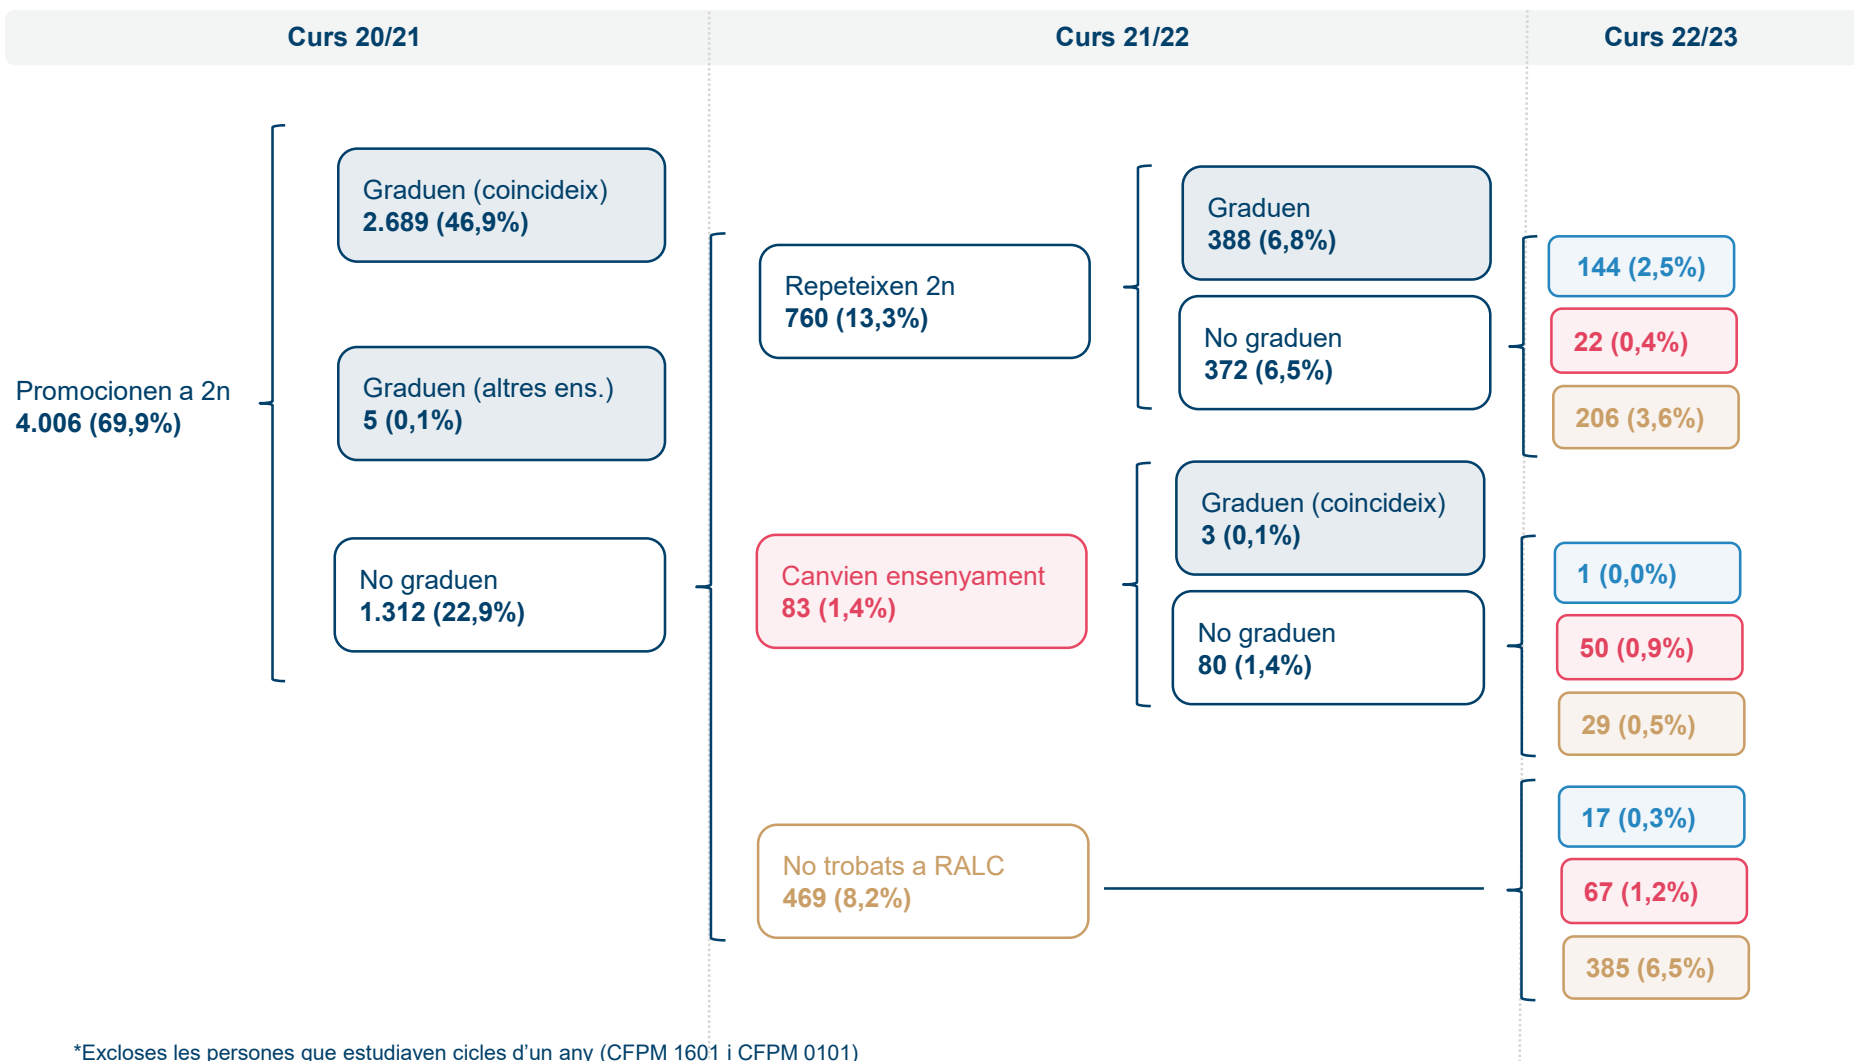 Curs 20/21
Curs 21/22
Curs 22/23
Promocionen a 2n
4.006 (69,9%)
Graduen (coincideix)
2.689 (46,9%)
Graduen (altres ens.)
5 (0,1%)
No graduen
1.312 (22,9%)
Repeteixen 2n
760 (13,3%)
Graduen
388 (6,8%)
No graduen
372 (6,5%)
144 (2,5%)
22 (0,4%)
206 (3,6%)
Canvien ensenyament
83 (1,4%)
Graduen (coincideix)
3 (0,1%)
No graduen
80 (1,4%)
1 (0,0%)
50 (0,9%)
29 (0,5%)
No trobats a RALC
469 (8,2%)
17 (0,3%)
67 (1,2%)
385 (6,5%)
*Excloses les persones que estudiaven cicles d'un any (CFPM 1601 i CFPM 0101)